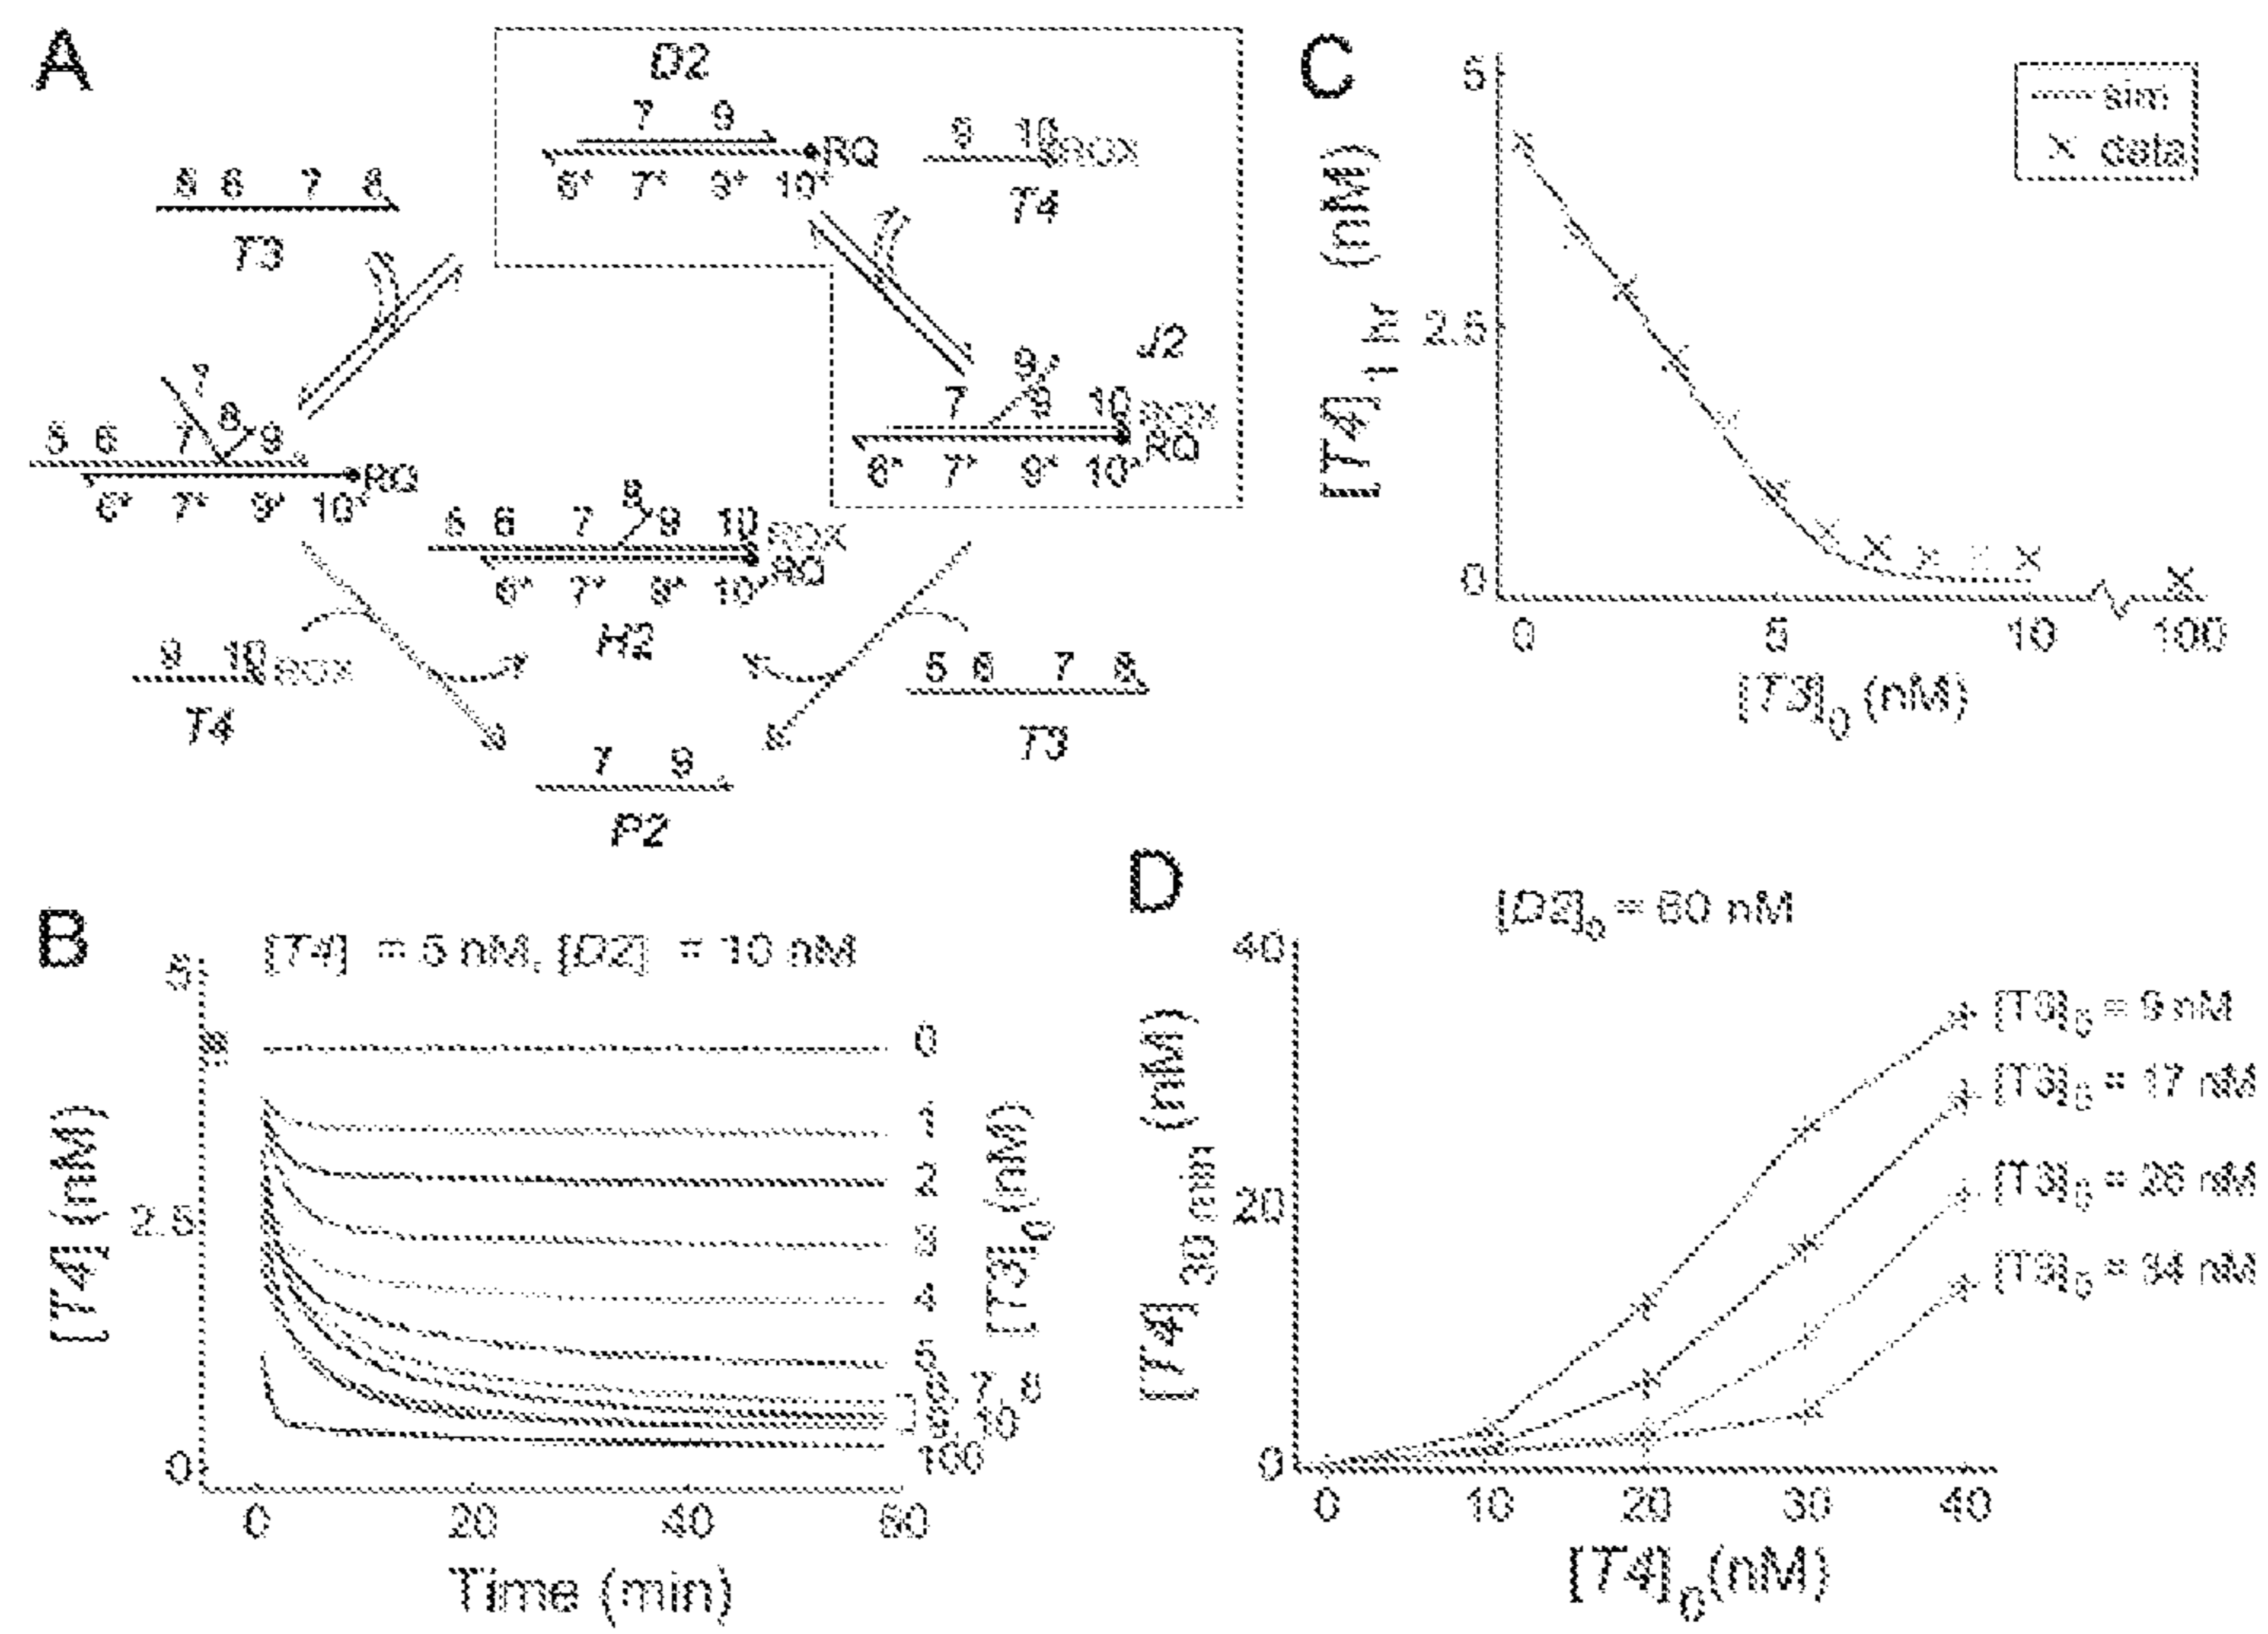 A
D2
7 9
RQ
6* 7* 9* 10*
9 10 ROX
T4
5 6 7 8
T3
7
8
5 6 7 9
RQ
6* 7* 9* 10*
J2
9
7 9 10
ROX
RQ
6* 7* 9* 10*
8
5 6 7 9 10 ROX
RQ
6* 7* 9* 10*
H2
9 10 ROX
T4
5 6 7 8
T3
7 9
P2
B
[T4] = 5 nM, [D2] = 10 nM
5
2.5
0
[T4] (nM)
0 20 40 60
Time (min)
0
1
2
3
4
5
6, 7, 8
9, 10
100
[T3]0 (nM)
C
sim
data
5
2.5
0
[T4]1 hr (nM)
0 5 10 100
[T3]0 (nM)
D
[D2]0 = 60 nM
40
20
0
[T4]30 min (nM)
[T3]0 = 9 nM
[T3]0 = 17 nM
[T3]0 = 26 nM
[T3]0 = 34 nM
0 10 20 30 40
[T4]0 (nM)